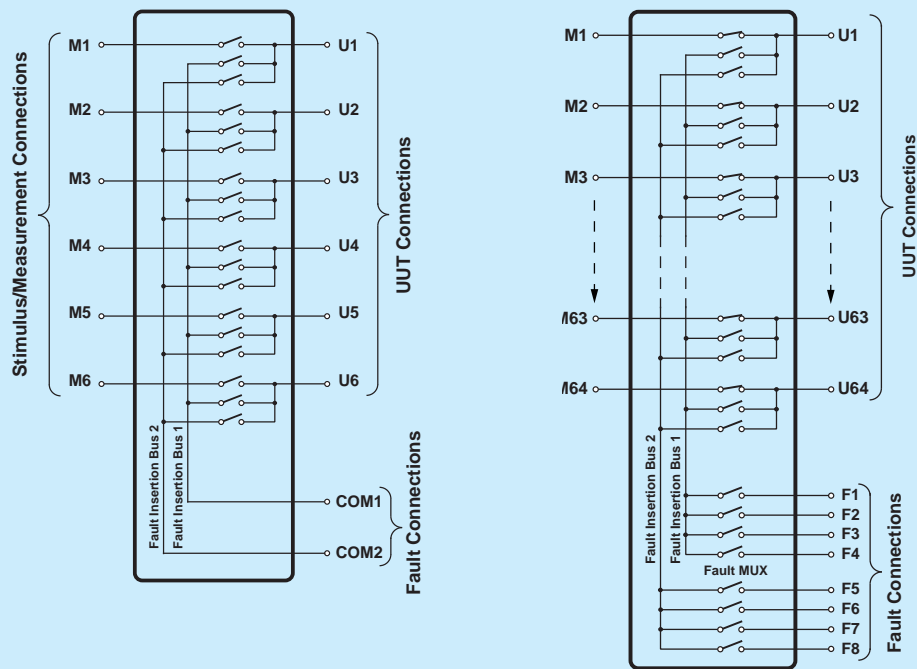 Stimulus/Measurement Connections
M1
M2
M3
M4
M5
M6
U1
U2
U3
U4
U5
U6
UUT Connections
Fault Insertion Bus 2
Fault Insertion Bus 1
COM1
COM2
Fault Connections
M1
M2
M3
M63
M64
U1
U2
U3
U63
U64
UUT Connections
Fault Insertion Bus 2
Fault Insertion Bus 1
Fault MUX
F1
F2
F3
F4
F5
F6
F7
F8
Fault Connections